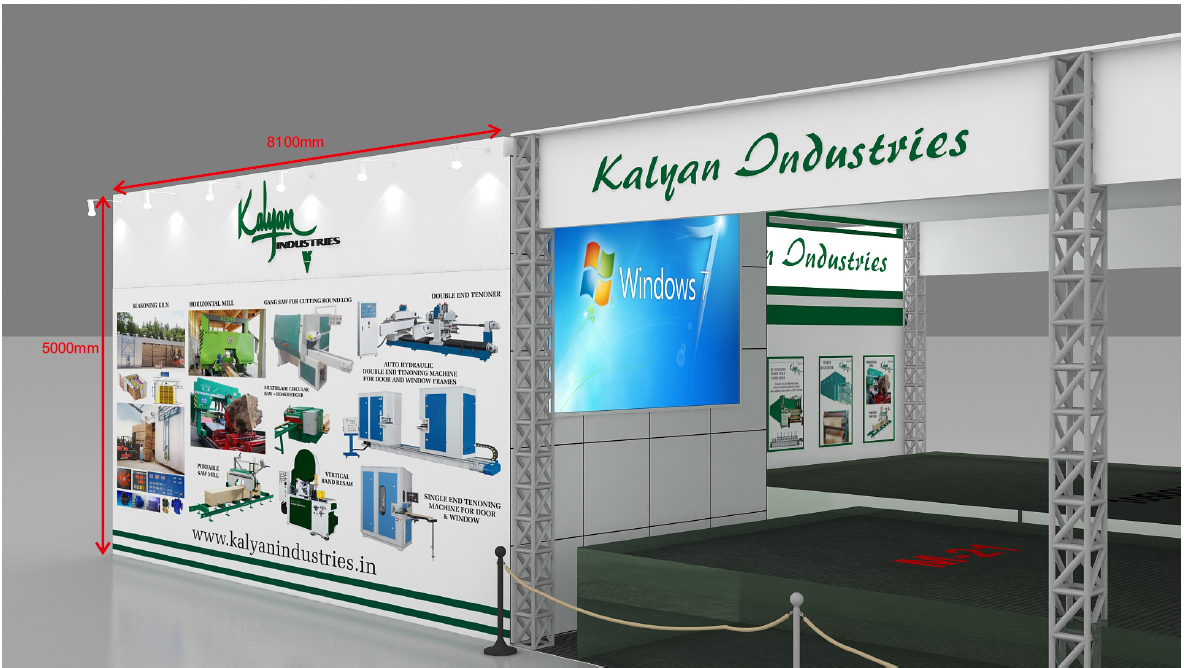 8100mm
5000mm
Kalyan
INDUSTRIES
SEASONING KILN
HORIZONTAL MILL
GANG SAW FOR CUTTING ROUND LOG
DOUBLE END TENONER
AUTO HYDRAULIC
DOUBLE END TENONING MACHINE
FOR DOOR AND WINDOW FRAMES
MULTIBLADE CIRCULAR
PORTABLE
SAW MILL
VERTICAL
BAND RESAW
SINGLE END TENONING
MACHINE FOR DOOR
& WINDOW
www.kalyanindustries.in
Kalyan Industries
Windows 7
n Industries